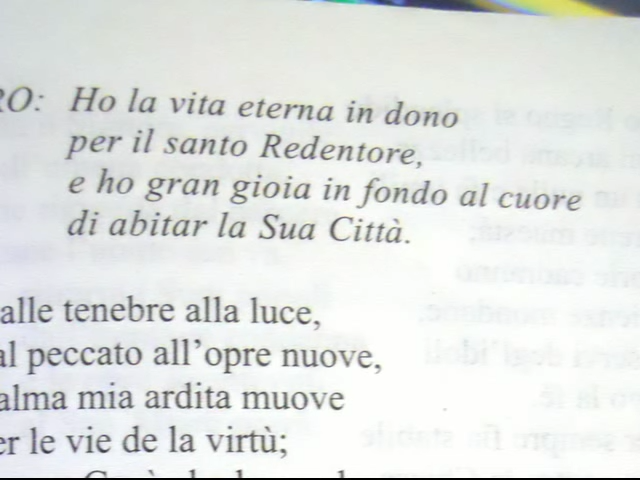 RO: Ho la vita eterna in dono
per il santo Redentore,
e ho gran gioia in fondo al cuore
di abitar la Sua Città.
alle tenebre alla luce,
al peccato all'opre nuove,
alma mia ardita muove
er le vie de la virtù;